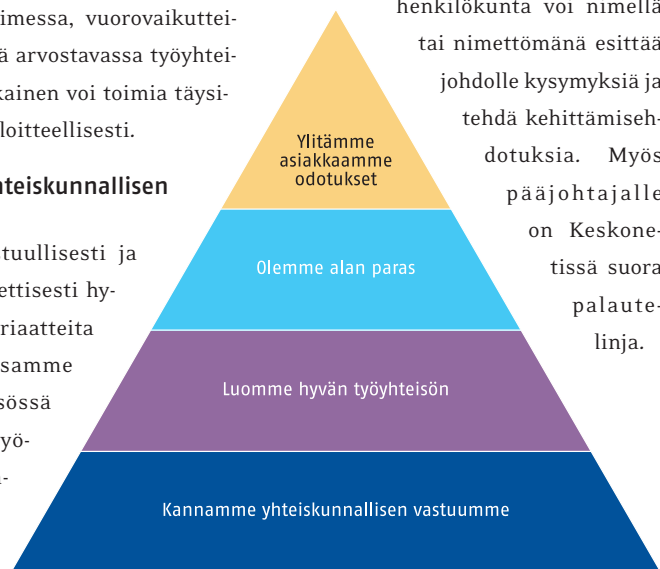 imessa, vuorovaikuttei-
ä arvostavassa työyhtei-
kainen voi toimia täysi-
loitteellisesti.
hteiskunnallisen
tuullisesti ja
ettisesti hy-
riaatteita
samme
sössä
yö-
henkilökunta voi nimellä
tai nimettömänä esittää
johdolle kysymyksiä ja
tehdä kehittämiseh-
dotuksia. Myös
pääjohtajalle
on Keskone-
tissä suora
palaute-
linja.
Ylitämme
asiakkaamme
odotukset
Olemme alan paras
Luomme hyvän työyhteisön
Kannamme yhteiskunnallisen vastuumme